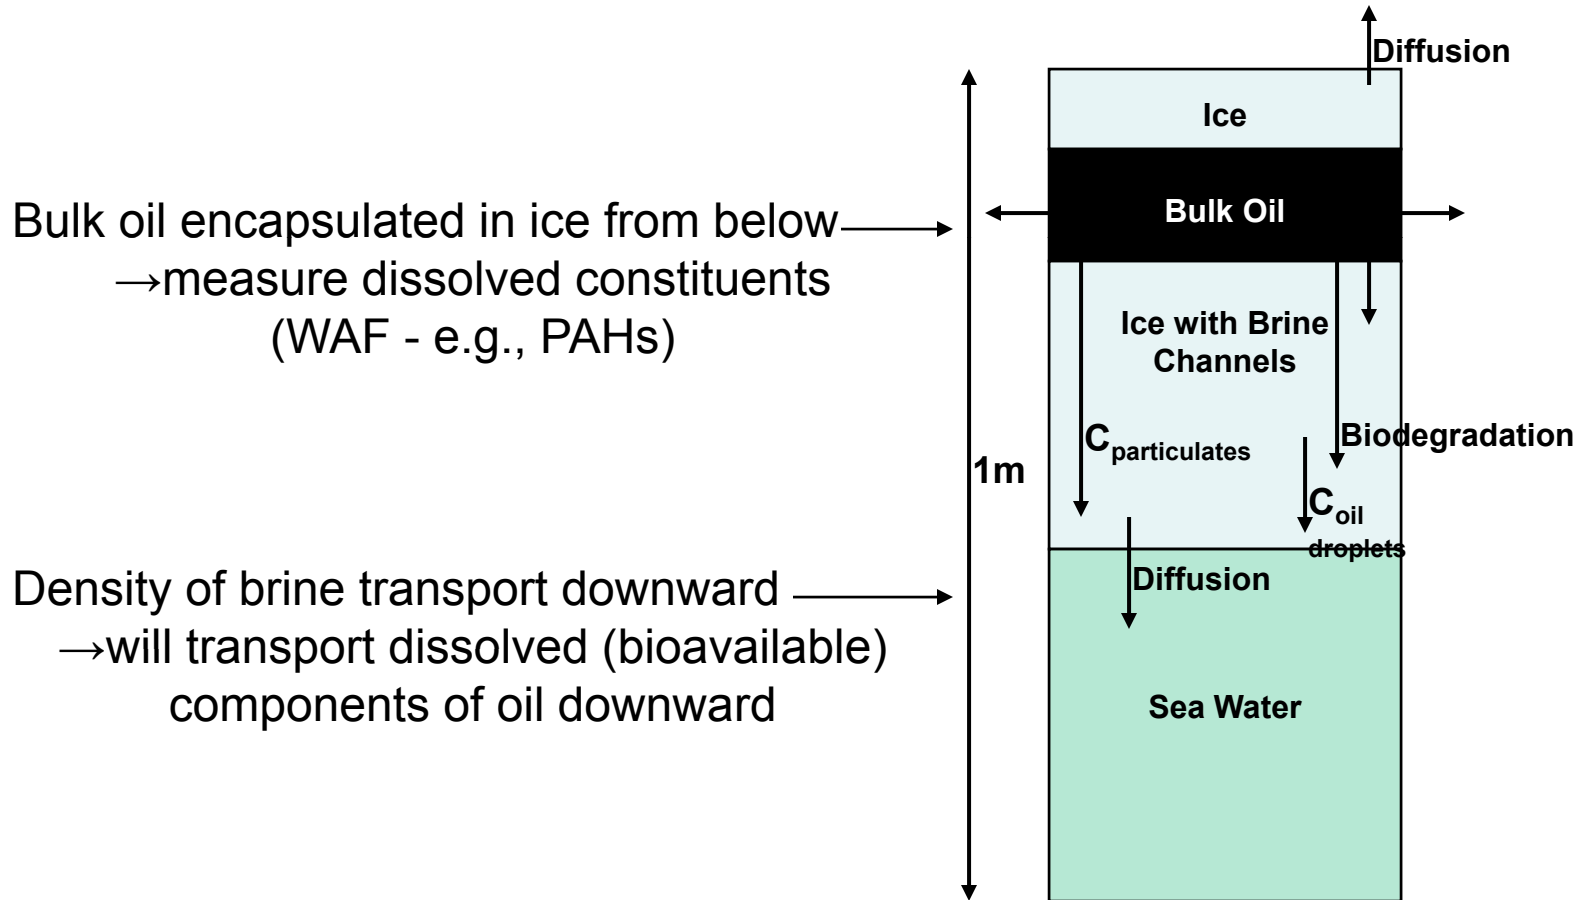 Diffusion
Ice
Bulk oil encapsulated in ice from below
→measure dissolved constituents
(WAF - e.g., PAHs)
Bulk Oil
Ice with Brine
Channels
C particulates
Biodegradation
1m
C oil
droplets
Density of brine transport downward
→will transport dissolved (bioavailable)
components of oil downward
Diffusion
Sea Water